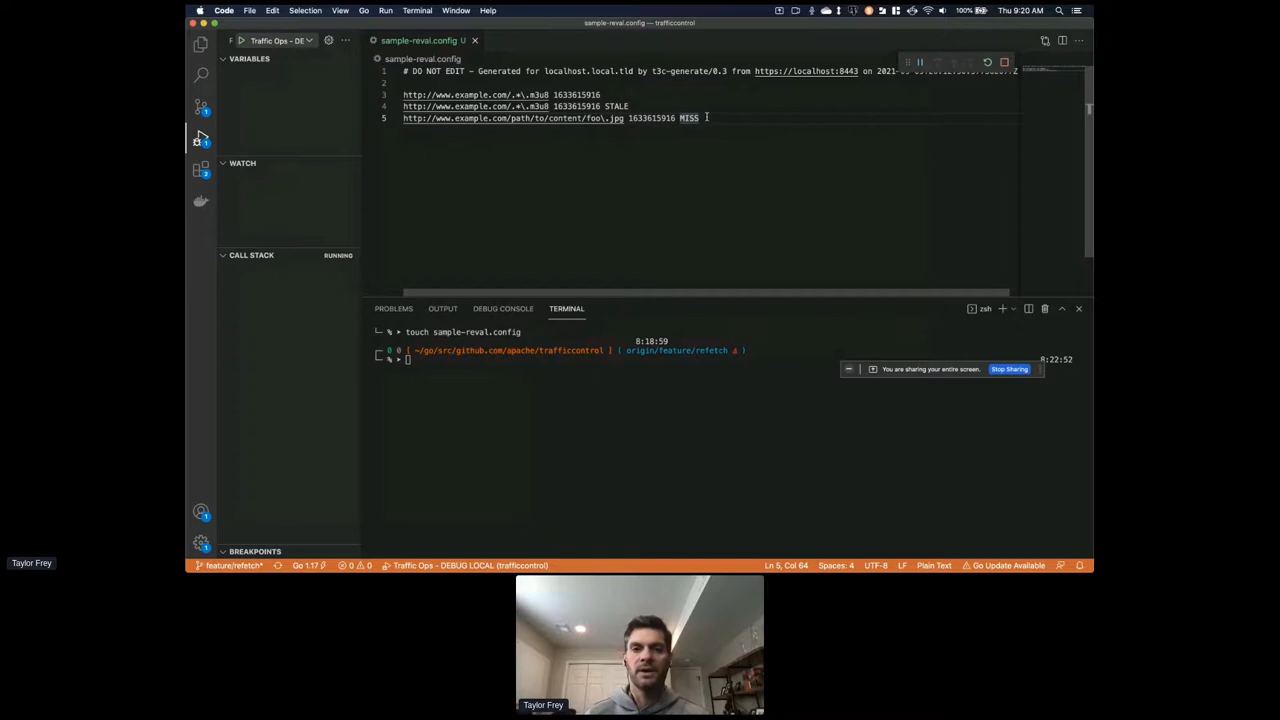 Code File Edit Selection View Go Run Terminal Window Help
100% Thu 9:20 AM
sample-reval.config — trafficcontrol
Traffic Ops - DE
sample-reval.config U
VARIABLES
sample-reval.config
1 # DO NOT EDIT - Generated for localhost.local.tld by t3c-generate/0.3 from https://localhost:8443 on
2
3 http://www.example.com/.*\.m3u8 1633615916
4 http://www.example.com/.*\.m3u8 1633615916 STALE
5 http://www.example.com/path/to/content/foo\.jpg 1633615916 MISS
WATCH
CALL STACK
RUNNING
PROBLEMS OUTPUT DEBUG CONSOLE TERMINAL
zsh
% ▸ touch sample-reval.config
8:18:59
0 0 [ ~/go/src/github.com/apache/trafficcontrol ] ( origin/feature/refetch )
% ▸
8:22:52
You are sharing your entire screen. Stop Sharing
BREAKPOINTS
feature/refetch* Go 1.17 0 0 Traffic Ops - DEBUG LOCAL (trafficcontrol)
Ln 5, Col 64 Spaces: 4 UTF-8 LF Plain Text Go Update Available
Taylor Frey
Taylor Frey